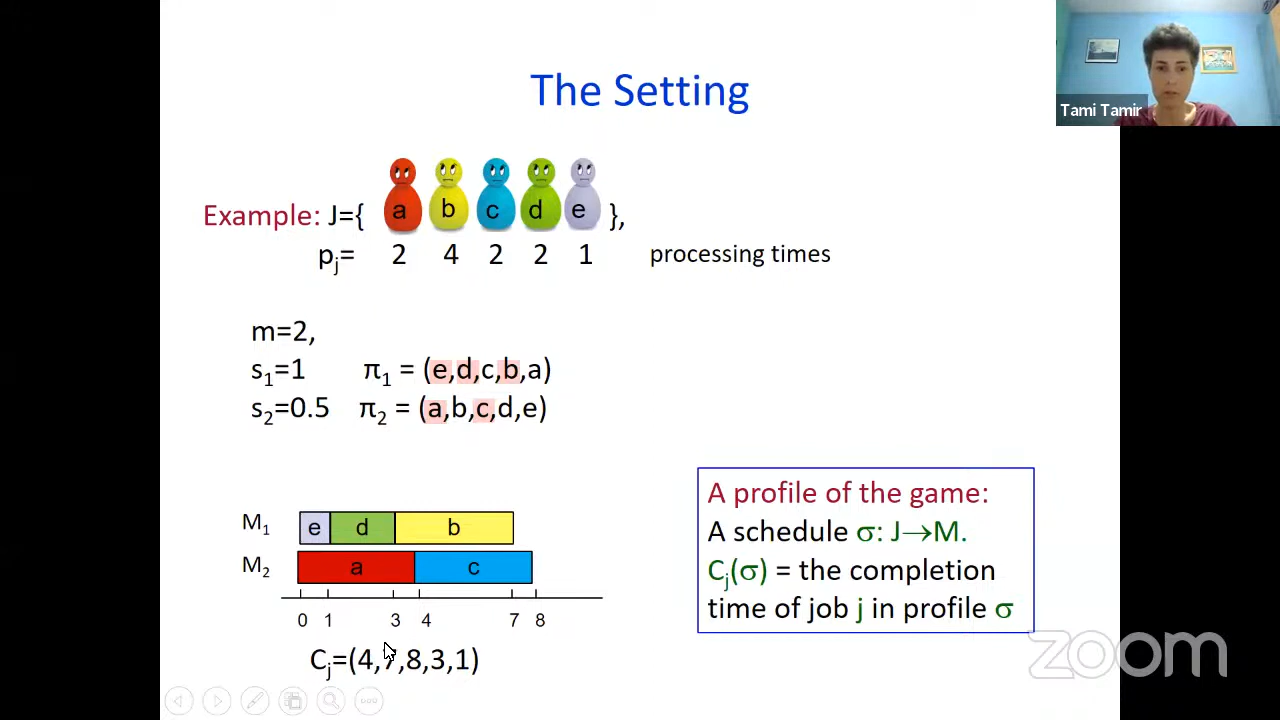 The Setting
Tami Tamir
Example: J={ a b c d e },
pj= 2 4 2 2 1 processing times
m=2,
s1=1 π1 = (e,d,c,b,a)
s2=0.5 π2 = (a,b,c,d,e)
A profile of the game:
A schedule σ: J→M.
Cj(σ) = the completion
time of job j in profile σ
M1 e d b
M2 a c
0 1 3 4 7 8
Cj=(4,7,8,3,1)
zoom